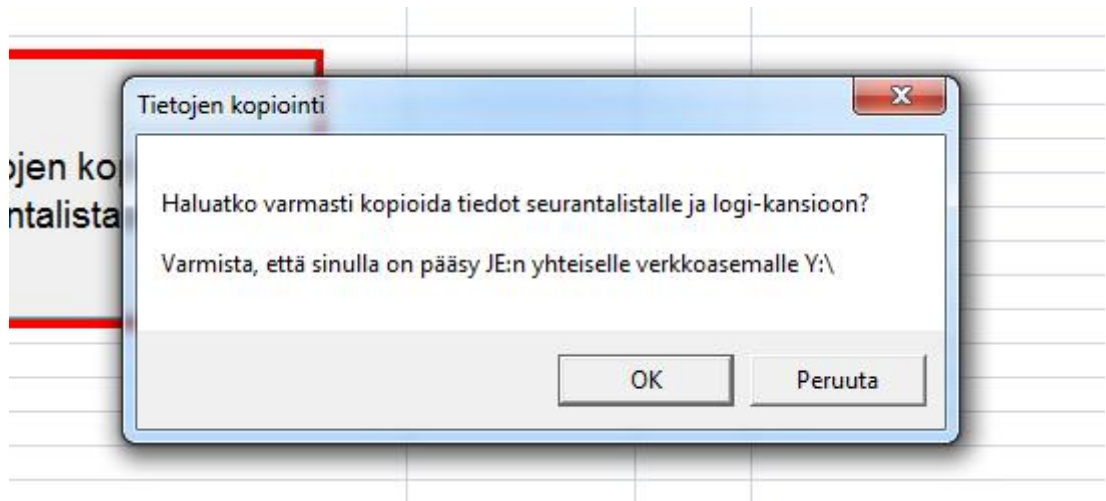 Tietojen kopiointi
Haluatko varmasti kopioida tiedot seurantalistalle ja logi-kansioon?
Varmista, että sinulla on pääsy JE:n yhteiselle verkkoasemalle Y:\
OK Peruuta